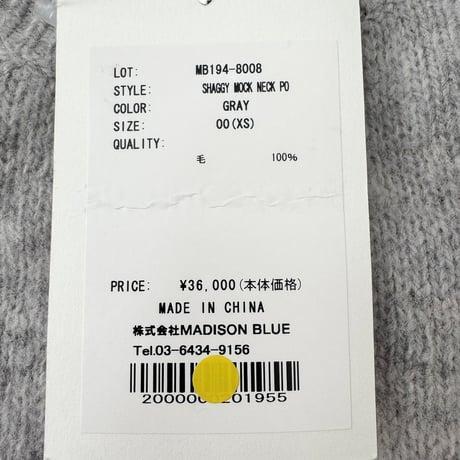 LOT: MB194-8008
STYLE: SHAGGY MOCK NECK PO
COLOR: GRAY
SIZE: 00(XS)
QUALITY:
毛 100%
PRICE: ¥36,000(本体価格)
MADE IN CHINA
株式会社MADISON BLUE
Tel.03-6434-9156